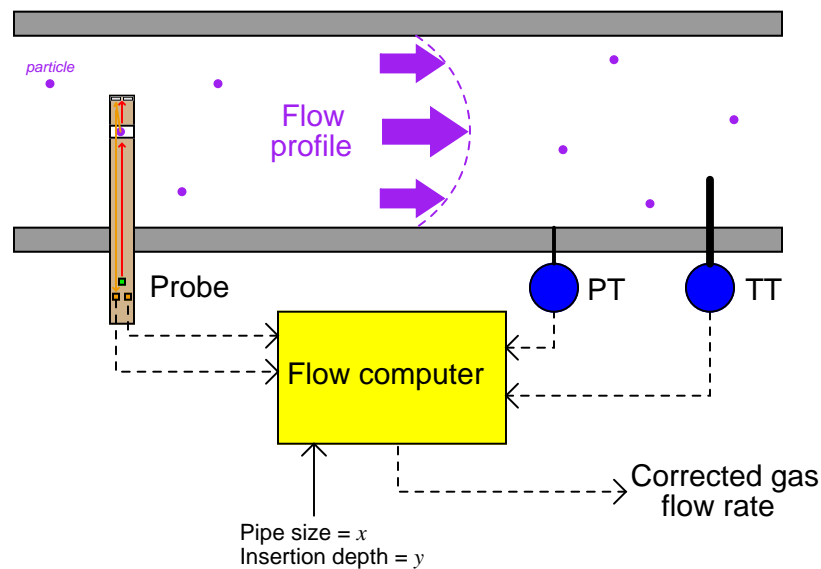 particle
Flow
profile
Probe
PT
TT
Flow computer
Corrected gas
flow rate
Pipe size = x
Insertion depth = y